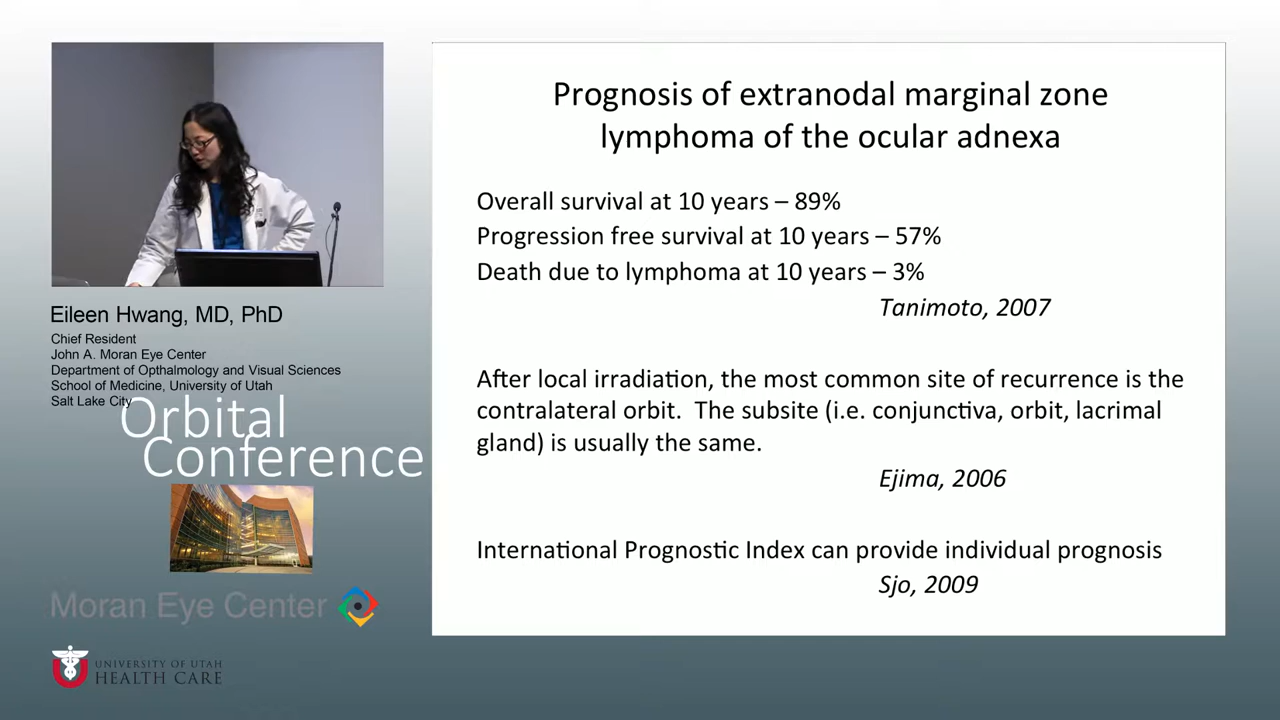 Prognosis of extranodal marginal zone
lymphoma of the ocular adnexa
Overall survival at 10 years – 89%
Progression free survival at 10 years – 57%
Death due to lymphoma at 10 years – 3%
Tanimoto, 2007
After local irradiation, the most common site of recurrence is the
contralateral orbit.  The subsite (i.e. conjunctiva, orbit, lacrimal
gland) is usually the same.
Ejima, 2006
International Prognostic Index can provide individual prognosis
Sjo, 2009
Eileen Hwang, MD, PhD
Chief Resident
John A. Moran Eye Center
Department of Opthalmology and Visual Sciences
School of Medicine, University of Utah
Salt Lake City
Orbital
Conference
Moran Eye Center
U
UNIVERSITY OF UTAH
HEALTH CARE